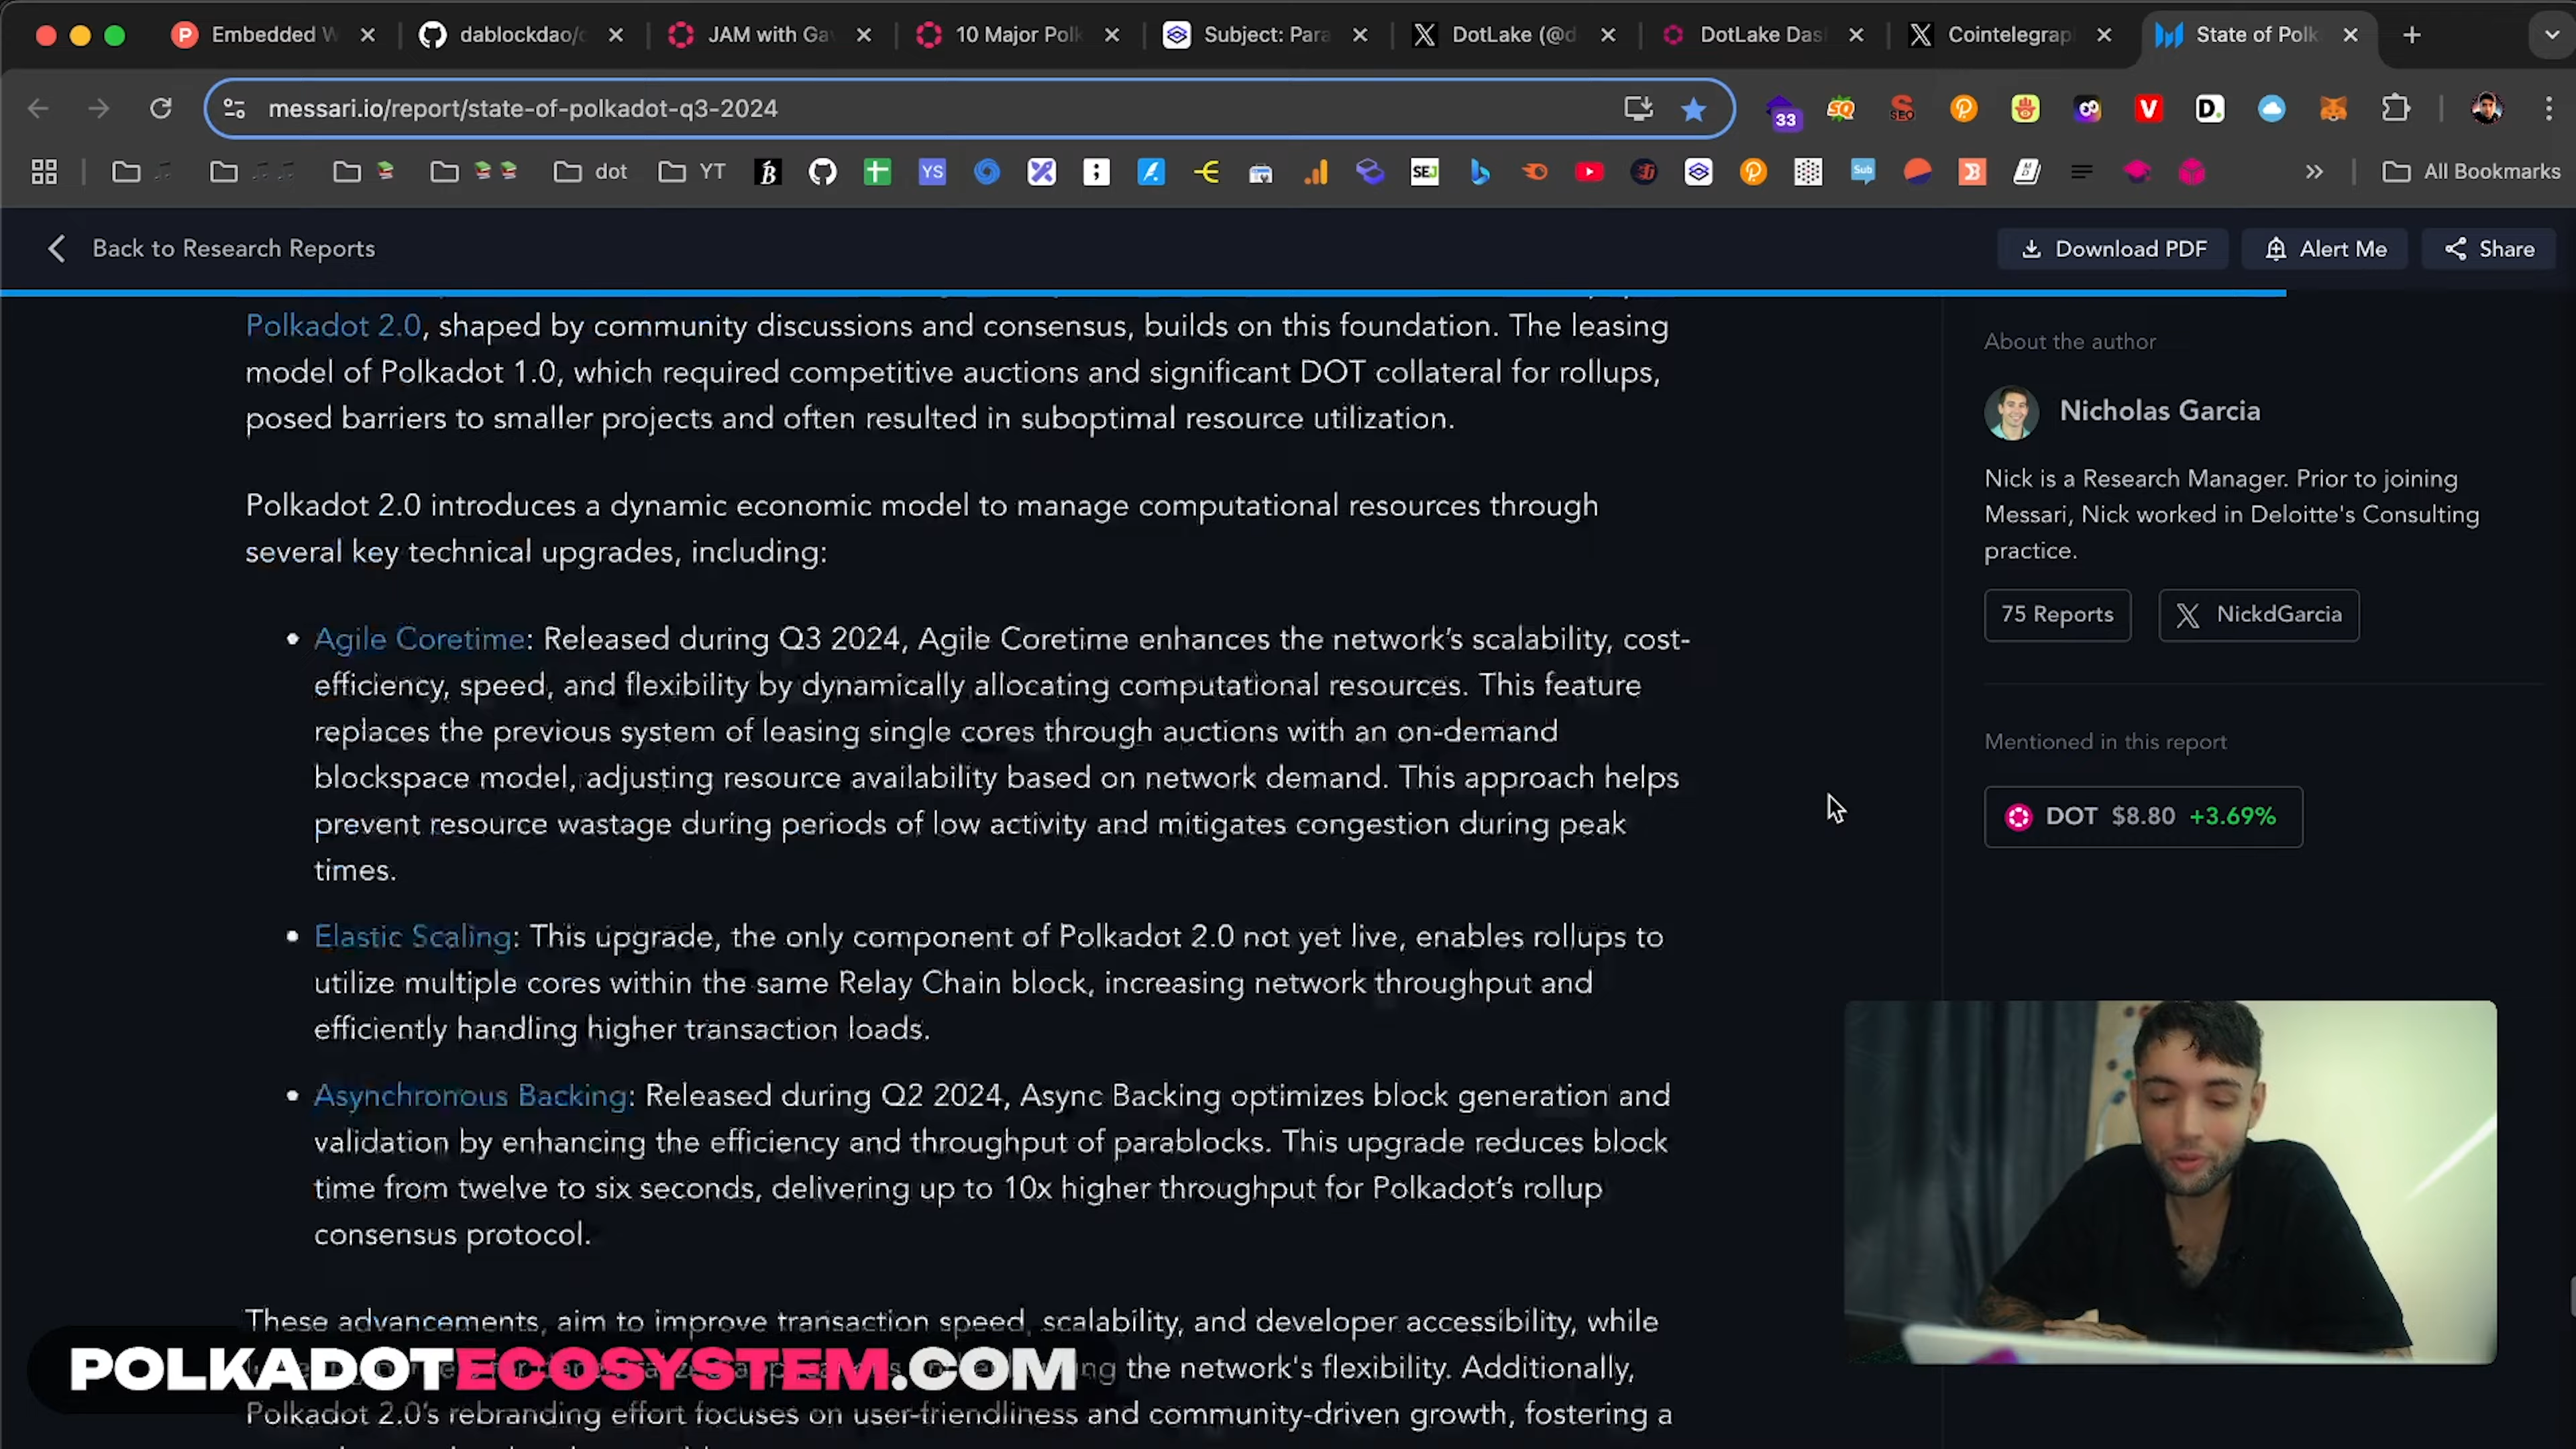 Embedded W
dablockdao/
JAM with Ga
10 Major Polk
Subject: Para
DotLake (@d
DotLake Das
Cointelegrap
State of Polk
messari.io/report/state-of-polkadot-q3-2024
33
SQ
SEO
V
D.
dot
YT
YS
SEJ
Sub
All Bookmarks
Back to Research Reports
Download PDF
Alert Me
Share
Polkadot 2.0, shaped by community discussions and consensus, builds on this foundation. The leasing
model of Polkadot 1.0, which required competitive auctions and significant DOT collateral for rollups,
posed barriers to smaller projects and often resulted in suboptimal resource utilization.
Polkadot 2.0 introduces a dynamic economic model to manage computational resources through
several key technical upgrades, including:
• Agile Coretime: Released during Q3 2024, Agile Coretime enhances the network's scalability, cost-
efficiency, speed, and flexibility by dynamically allocating computational resources. This feature
replaces the previous system of leasing single cores through auctions with an on-demand
blockspace model, adjusting resource availability based on network demand. This approach helps
prevent resource wastage during periods of low activity and mitigates congestion during peak
times.
• Elastic Scaling: This upgrade, the only component of Polkadot 2.0 not yet live, enables rollups to
utilize multiple cores within the same Relay Chain block, increasing network throughput and
efficiently handling higher transaction loads.
• Asynchronous Backing: Released during Q2 2024, Async Backing optimizes block generation and
validation by enhancing the efficiency and throughput of parablocks. This upgrade reduces block
time from twelve to six seconds, delivering up to 10x higher throughput for Polkadot's rollup
consensus protocol.
These advancements, aim to improve transaction speed, scalability, and developer accessibility, while
the network's flexibility. Additionally,
Polkadot 2.0's rebranding effort focuses on user-friendliness and community-driven growth, fostering a
About the author
Nicholas Garcia
Nick is a Research Manager. Prior to joining
Messari, Nick worked in Deloitte's Consulting
practice.
75 Reports
NickdGarcia
Mentioned in this report
DOT $8.80 +3.69%
POLKADOTECOSYSTEM.COM